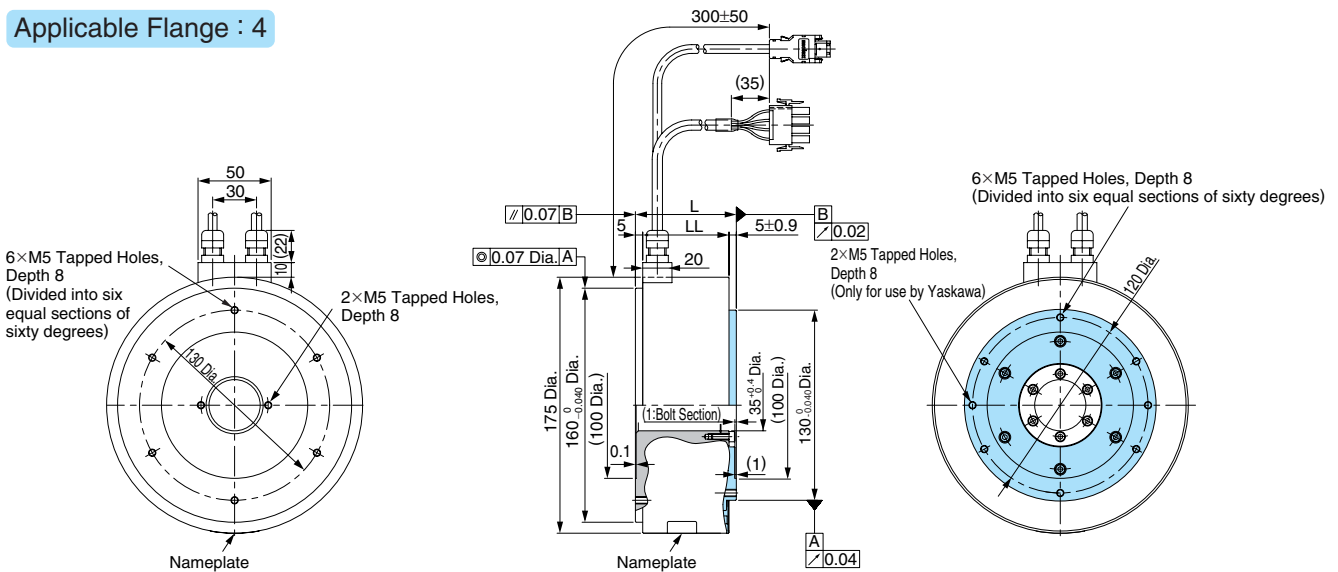 Applicable Flange : 4
300±50
(35)
50
30
(22)
10
6×M5 Tapped Holes,
Depth 8
(Divided into six
equal sections of
sixty degrees)
2×M5 Tapped Holes,
Depth 8
130 Dia.
Nameplate
// 0.07 B
L
B
↗ 0.02
5
LL
5±0.9
◎ 0.07 Dia. A
20
175 Dia.
160 0 -0.040 Dia.
(100 Dia.)
(1:Bolt Section)
35 +0.4 0 Dia.
(100 Dia.)
130 0 -0.040 Dia.
0.1
(1)
A
↗ 0.04
Nameplate
6×M5 Tapped Holes, Depth 8
(Divided into six equal sections of sixty degrees)
2×M5 Tapped Holes,
Depth 8
(Only for use by Yaskawa)
120 Dia.